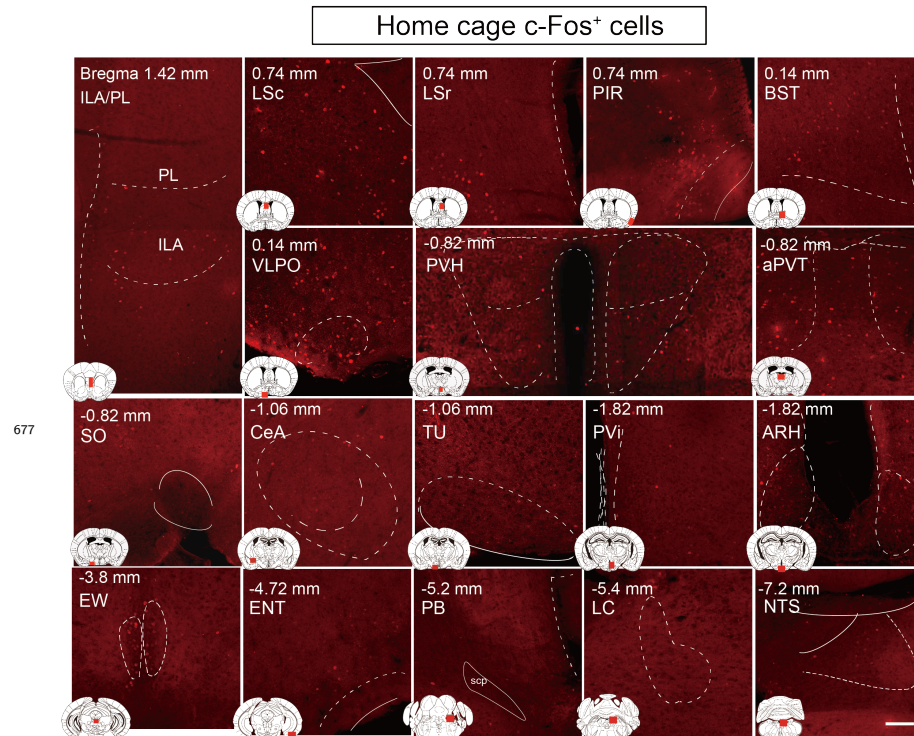 Home cage c-Fos⁺ cells
Bregma 1.42 mm
ILA/PL
PL
ILA
0.74 mm
LSc
0.74 mm
LSr
0.74 mm
PIR
0.14 mm
BST
0.14 mm
VLPO
-0.82 mm
PVH
-0.82 mm
aPVT
677
-0.82 mm
SO
-1.06 mm
CeA
-1.06 mm
TU
-1.82 mm
PVi
-1.82 mm
ARH
-3.8 mm
EW
-4.72 mm
ENT
-5.2 mm
PB
scp
-5.4 mm
LC
-7.2 mm
NTS